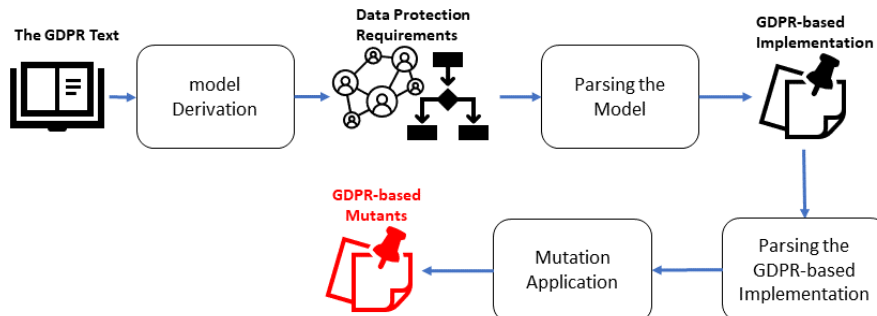 The GDPR Text
model
Derivation
Data Protection
Requirements
Parsing the
Model
GDPR-based
Implementation
Parsing the
GDPR-based
Implementation
Mutation
Application
GDPR-based
Mutants